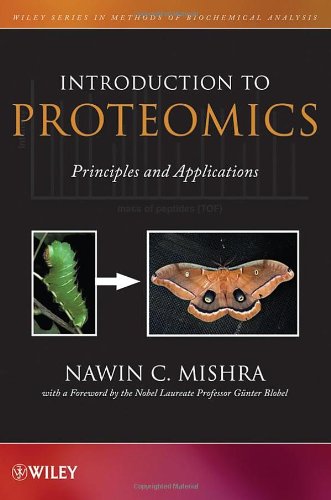 WILEY SERIES IN METHODS OF BIOCHEMICAL ANALYSIS
INTRODUCTION TO
PROTEOMICS
Principles and Applications
mass of peptides (TOF)
NAWIN C. MISHRA
with a Foreword by the Nobel Laureate Professor Günter Blobel
WILEY